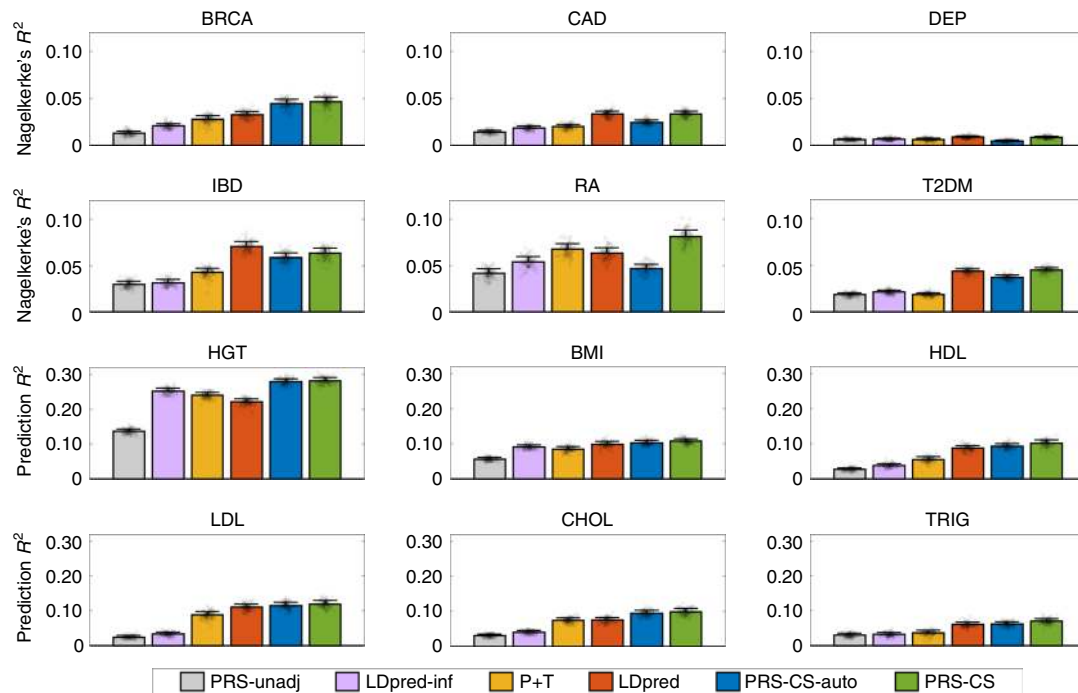 BRCA CAD DEP
Nagelkerke's R²
0.10 0.10 0.10
0.05 0.05 0.05
0 0 0
IBD RA T2DM
Nagelkerke's R²
0.10 0.10 0.10
0.05 0.05 0.05
0 0 0
HGT BMI HDL
Prediction R²
0.30 0.30 0.30
0.20 0.20 0.20
0.10 0.10 0.10
0 0 0
LDL CHOL TRIG
Prediction R²
0.30 0.30 0.30
0.20 0.20 0.20
0.10 0.10 0.10
0 0 0
PRS-unadj LDpred-inf P+T LDpred PRS-CS-auto PRS-CS